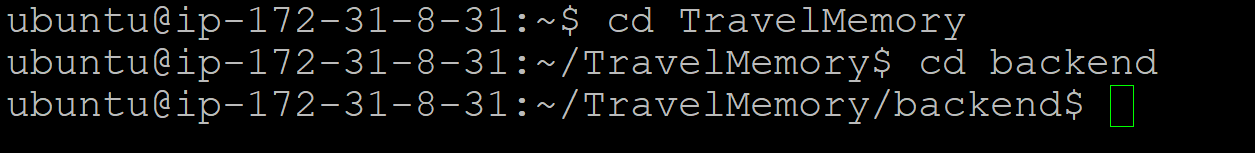 ubuntu@ip-172-31-8-31:~$ cd TravelMemory
ubuntu@ip-172-31-8-31:~/TravelMemory$ cd backend
ubuntu@ip-172-31-8-31:~/TravelMemory/backend$